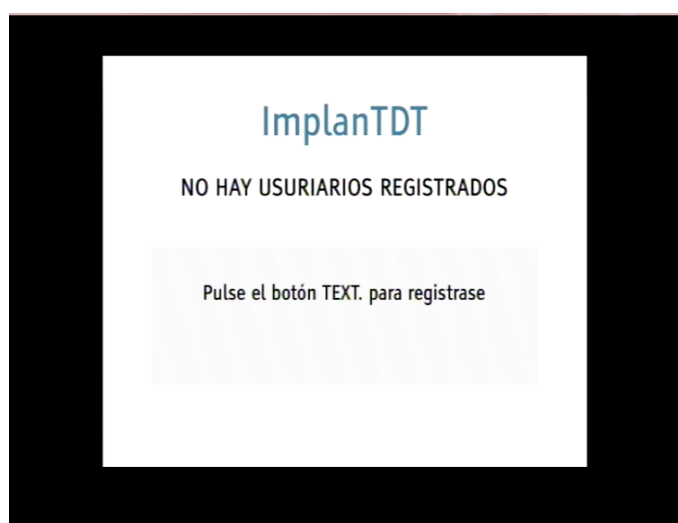 ImplanTDT
NO HAY USURIARIOS REGISTRADOS
Pulse el botón TEXT. para registrase